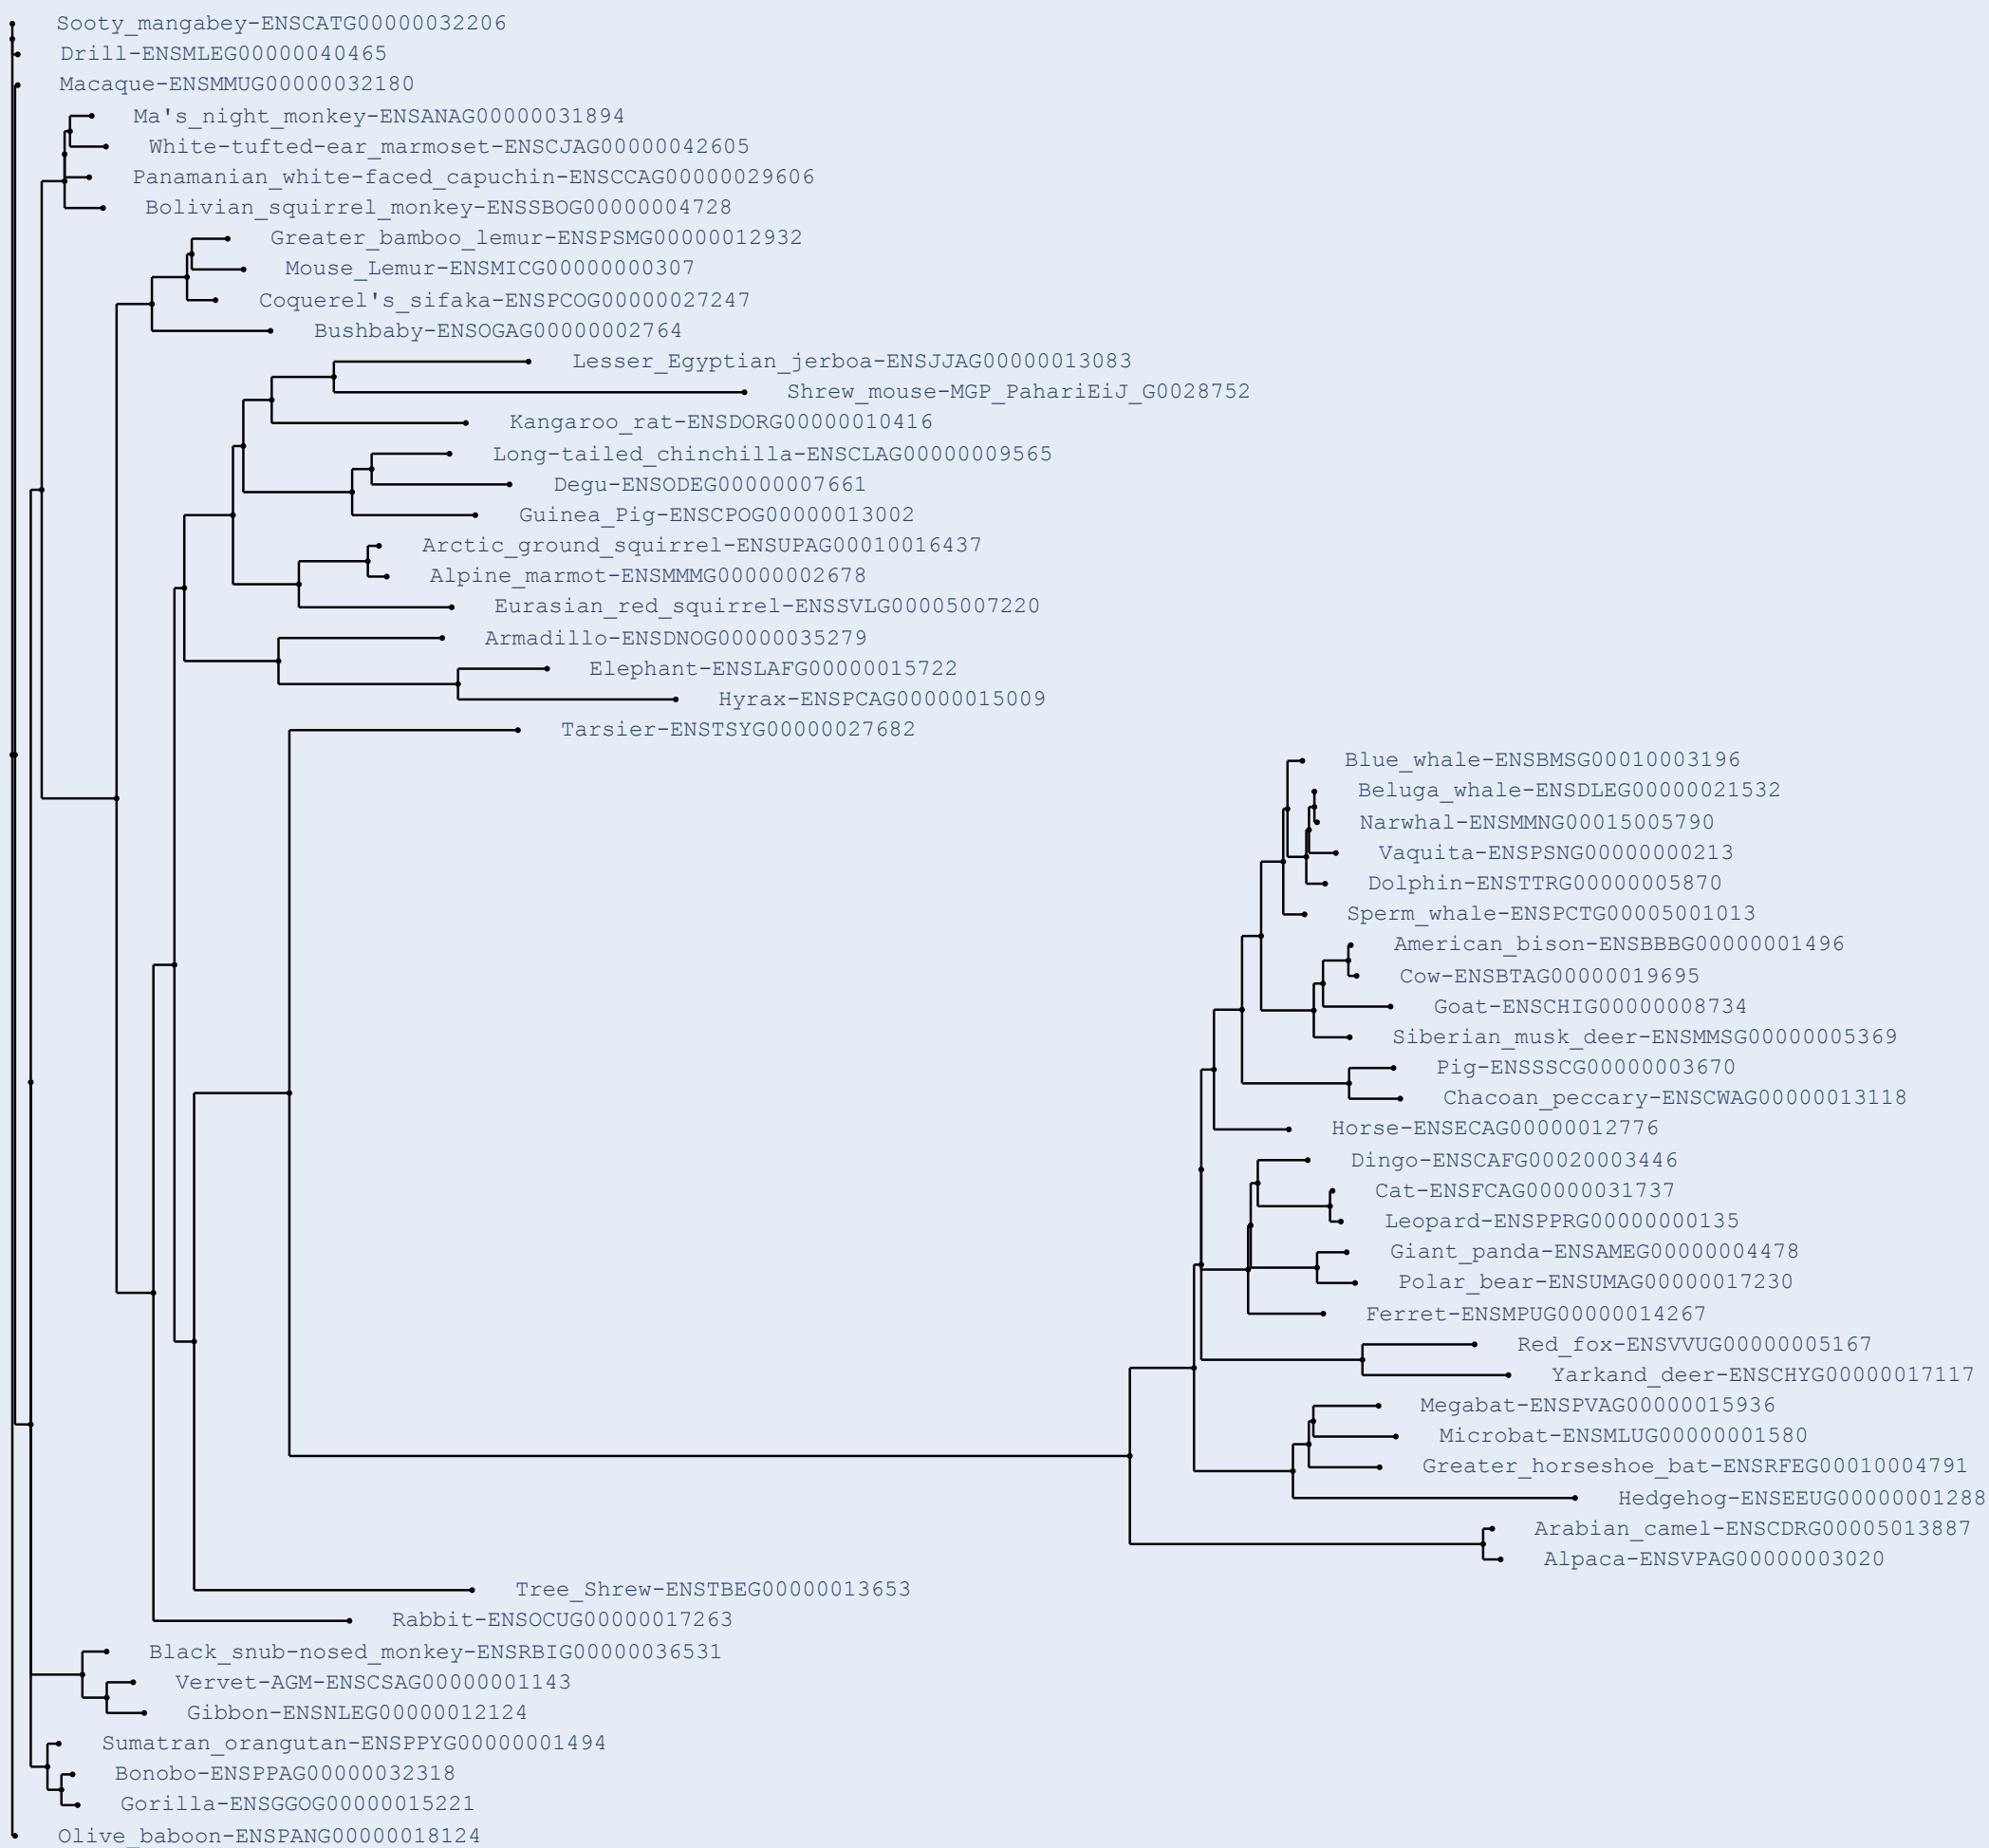 Sooty_mangabey-ENSCATG00000032206
Drill-ENSMLEG00000040465
Macaque-ENSMMUG00000032180
Ma's_night_monkey-ENSANAG00000031894
White-tufted-ear_marmoset-ENSCJAG00000042605
Panamanian_white-faced_capuchin-ENSCCAG00000029606
Bolivian_squirrel_monkey-ENSSBOG00000004728
Greater_bamboo_lemur-ENSPSMG00000012932
Mouse_Lemur-ENSMICG00000000307
Coquerel's_sifaka-ENSPCOG00000027247
Bushbaby-ENSOGAG00000002764
Lesser_Egyptian_jerboa-ENSJJAG00000013083
Shrew_mouse-MGP_PahariEiJ_G0028752
Kangaroo_rat-ENSDORG00000010416
Long-tailed_chinchilla-ENSCLAG00000009565
Degu-ENSODEG00000007661
Guinea_Pig-ENSCPOG00000013002
Arctic_ground_squirrel-ENSUPAG00010016437
Alpine_marmot-ENSMMMG00000002678
Eurasian_red_squirrel-ENSSVLG00005007220
Armadillo-ENSDNOG00000035279
Elephant-ENSLAFG00000015722
Hyrax-ENSPCAG00000015009
Tarsier-ENSTSYG00000027682
Blue_whale-ENSBMSG00010003196
Beluga_whale-ENSDLEG00000021532
Narwhal-ENSMMNG00015005790
Vaquita-ENSPSNG00000000213
Dolphin-ENSTTRG00000005870
Sperm_whale-ENSPCTG00005001013
American_bison-ENSBBBG00000001496
Cow-ENSBTAG00000019695
Goat-ENSCHIG00000008734
Siberian_musk_deer-ENSMMSG00000005369
Pig-ENSSSCG00000003670
Chacoan_peccary-ENSCWAG00000013118
Horse-ENSECAG00000012776
Dingo-ENSCAFG00020003446
Cat-ENSFCAG00000031737
Leopard-ENSPPRG00000000135
Giant_panda-ENSAMEG00000004478
Polar_bear-ENSUMAG00000017230
Ferret-ENSMPUG00000014267
Red_fox-ENSVVUG00000005167
Yarkand_deer-ENSCHYG00000017117
Megabat-ENSPVAG00000015936
Microbat-ENSMLUG00000001580
Greater_horseshoe_bat-ENSRFEG00010004791
Hedgehog-ENSEEUG00000001288
Arabian_camel-ENSCDRG00005013887
Alpaca-ENSVPAG00000003020
Tree_Shrew-ENSTBEG00000013653
Rabbit-ENSOCUG00000017263
Black_snub-nosed_monkey-ENSRBIG00000036531
Vervet-AGM-ENSCSAG00000001143
Gibbon-ENSNLEG00000012124
Sumatran_orangutan-ENSPPYG00000001494
Bonobo-ENSPPAG00000032318
Gorilla-ENSGGOG00000015221
Olive_baboon-ENSPANG00000018124